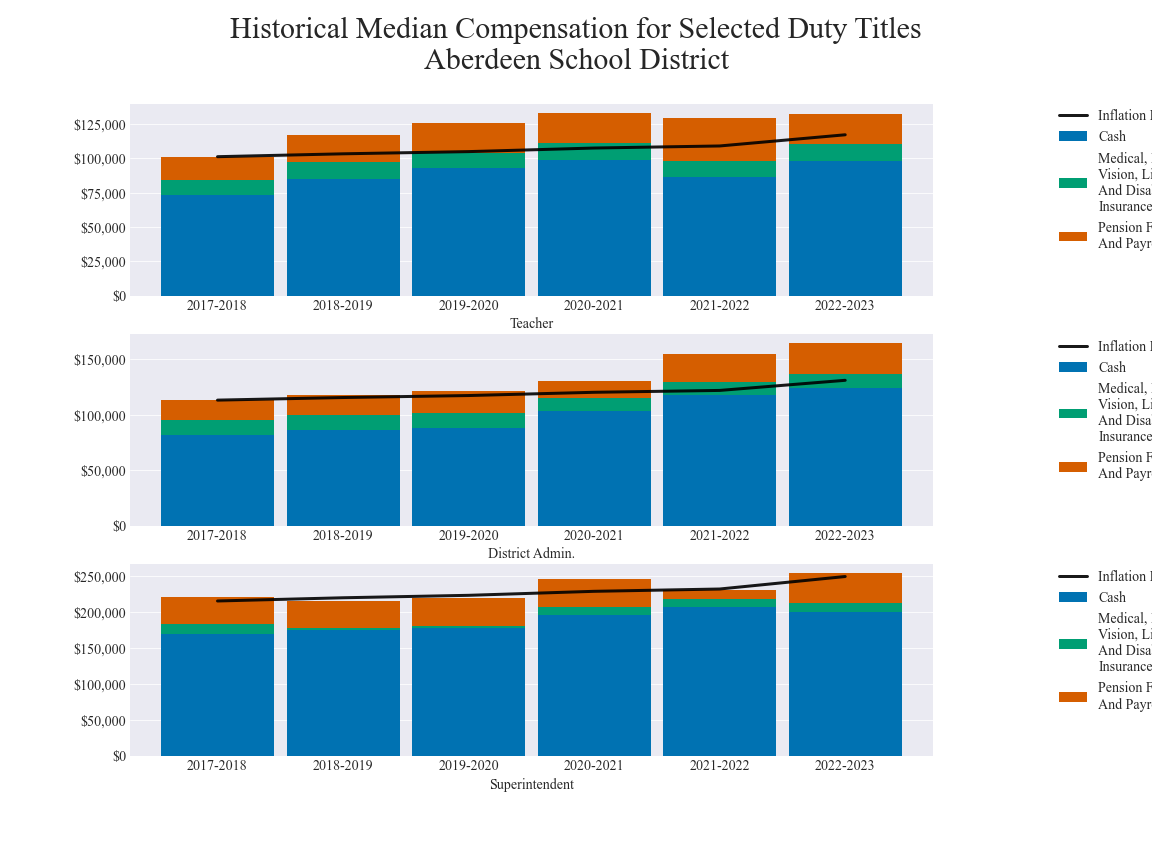 Historical Median Compensation for Selected Duty Titles
Aberdeen School District
$125,000
$100,000
$75,000
$50,000
$25,000
$0
2017-2018 2018-2019 2019-2020 2020-2021 2021-2022 2022-2023
Teacher
Inflation
Cash
Medical,
Vision,
And
Insurance
Pension
And
$150,000
$100,000
$50,000
$0
2017-2018 2018-2019 2019-2020 2020-2021 2021-2022 2022-2023
District Admin.
Inflation
Cash
Medical,
Vision,
And
Insurance
Pension
And
$250,000
$200,000
$150,000
$100,000
$50,000
$0
2017-2018 2018-2019 2019-2020 2020-2021 2021-2022 2022-2023
Superintendent
Inflation
Cash
Medical,
Vision,
And
Insurance
Pension
And